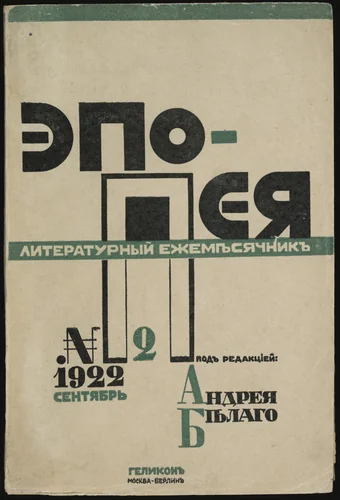 ЭПО-
ПЕЯ
ЛИТЕРАТУРНЫЙ ЕЖЕМѢСЯЧНИКЪ
№ 2
1922
СЕНТЯБРЬ
ПОДЪ РЕДАКЦІЕЙ:
АНДРЕЯ
БѢЛАГО
ГЕЛИКОНЪ
МОСКВА-БЕРЛИНЪ